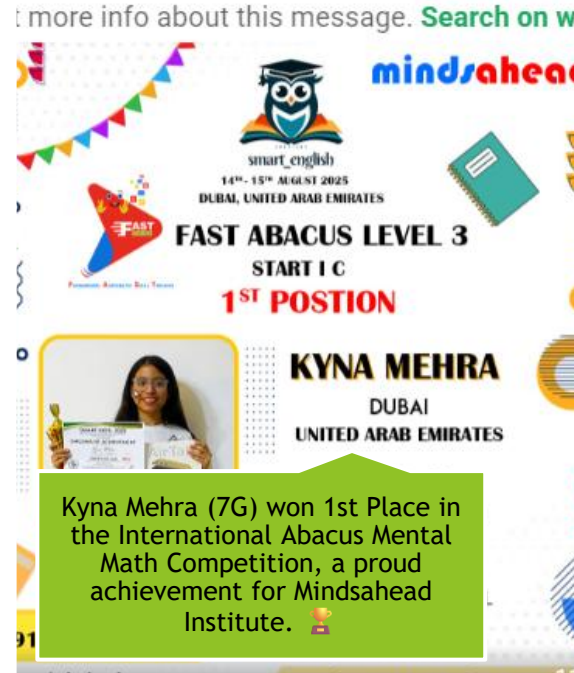 more info about this message. Search on w
mindsahead
smart_english
14TH - 15TH AUGUST 2025
DUBAI, UNITED ARAB EMIRATES
FAST
FAST ABACUS LEVEL 3
START I C
1ST POSTION
KYNA MEHRA
DUBAI
UNITED ARAB EMIRATES
Kyna Mehra (7G) won 1st Place in
the International Abacus Mental
Math Competition, a proud
achievement for Mindsahead
Institute. 🏆
91